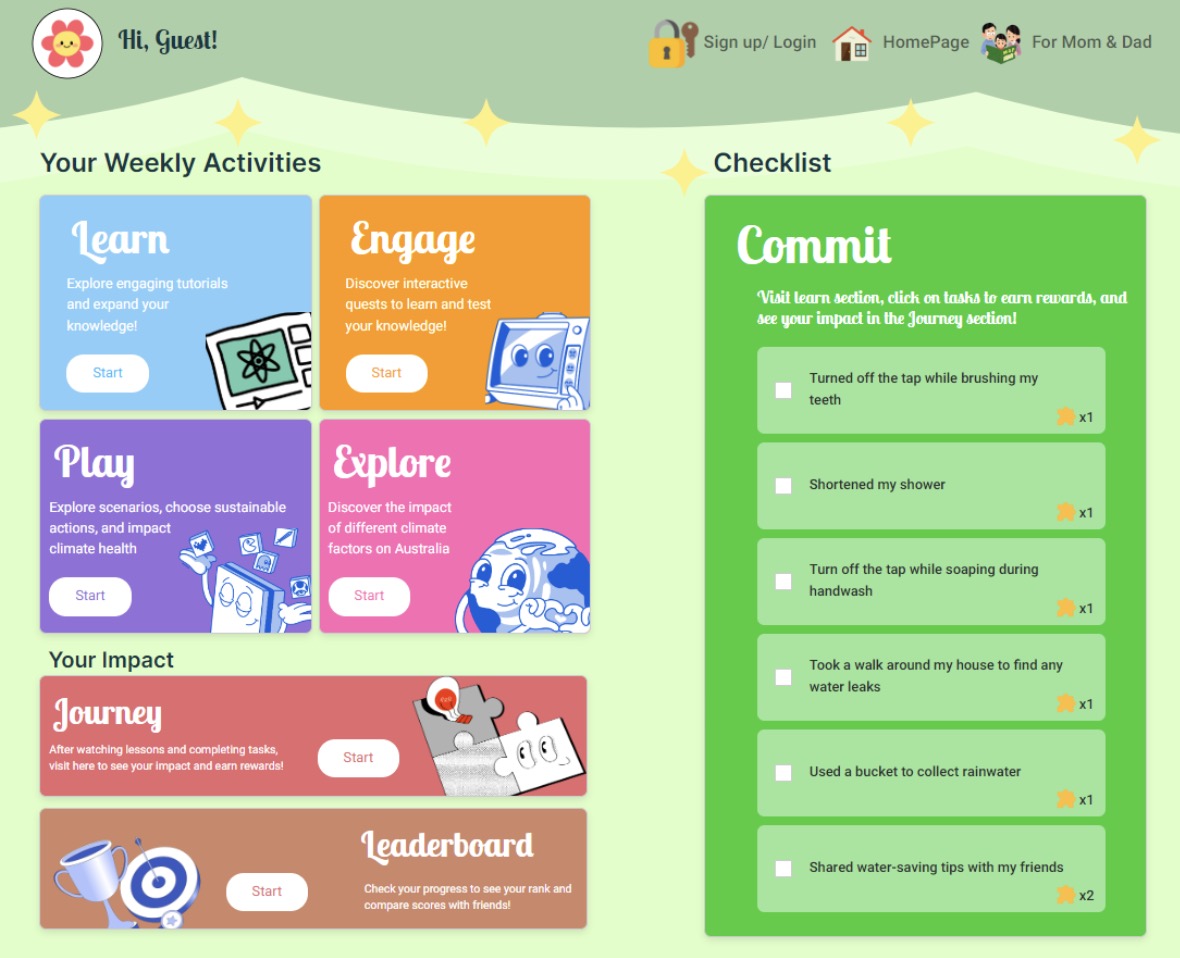 Hi, Guest!
Sign up/ Login
HomePage
For Mom & Dad
Your Weekly Activities
Learn
Explore engaging tutorials
and expand your
knowledge!
Start
Engage
Discover interactive
quests to learn and test
your knowledge!
Start
Play
Explore scenarios, choose sustainable
actions, and impact
climate health
Start
Explore
Discover the impact
of different climate
factors on Australia
Start
Your Impact
Journey
After watching lessons and completing tasks,
visit here to see your impact and earn rewards!
Start
Leaderboard
Start
Check your progress to see your rank and
compare scores with friends!
Checklist
Commit
Visit learn section, click on tasks to earn rewards, and
see your impact in the Journey section!
Turned off the tap while brushing my
teeth
x1
Shortened my shower
x1
Turn off the tap while soaping during
handwash
x1
Took a walk around my house to find any
water leaks
x1
Used a bucket to collect rainwater
x1
Shared water-saving tips with my friends
x2